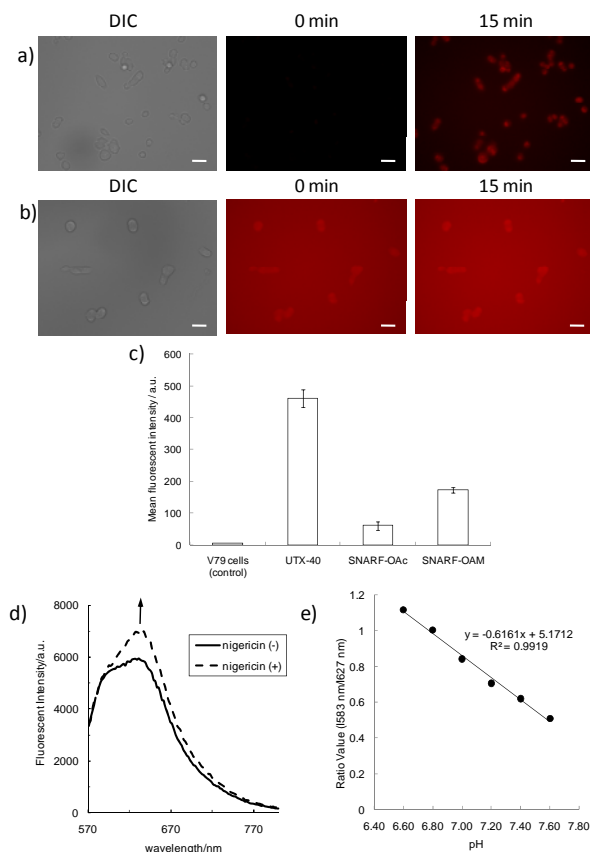 DIC 0 min 15 min
a)
DIC 0 min 15 min
b)
c)
Mean fluorescent intensity / a.u.
600
500
400
300
200
100
0
V79 cells (control) UTX-40 SNARF-OAc SNARF-OAM
d)
Fluorescent Intensity/a.u.
8000
6000
4000
2000
0
nigericin (-)
nigericin (+)
570 670 770
wavelength/nm
e)
Ratio Value (I583 nm/I627 nm)
1.2
1
0.8
0.6
0.4
0.2
0
y = -0.6161x + 5.1712
R² = 0.9919
6.40 6.60 6.80 7.00 7.20 7.40 7.60 7.80
pH